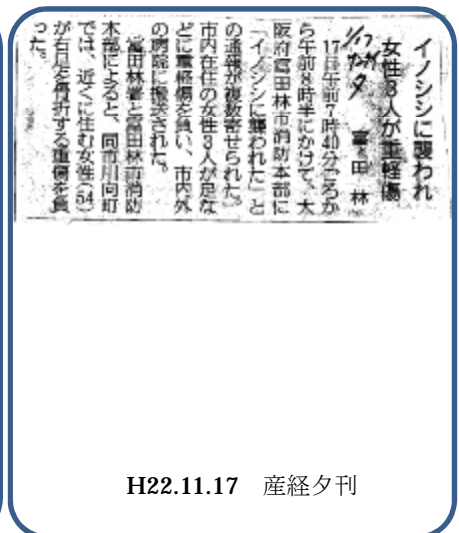 イノシシに襲われ
女性3人が重軽傷
富田林
17日午前7時40分ごろか
ら午前8時半にかけて、大
阪府富田林市消防本部に
「イノシシに襲われた」と
の通報が複数寄せられた。
市内在住の女性3人が足な
どに重軽傷を負い、市内外
の病院に搬送された。
富田林署と富田林市消防
本部によると、同市川向町
では、近くに住む女性(54)
が右足を骨折する重傷を負
った。
H22.11.17 産経夕刊